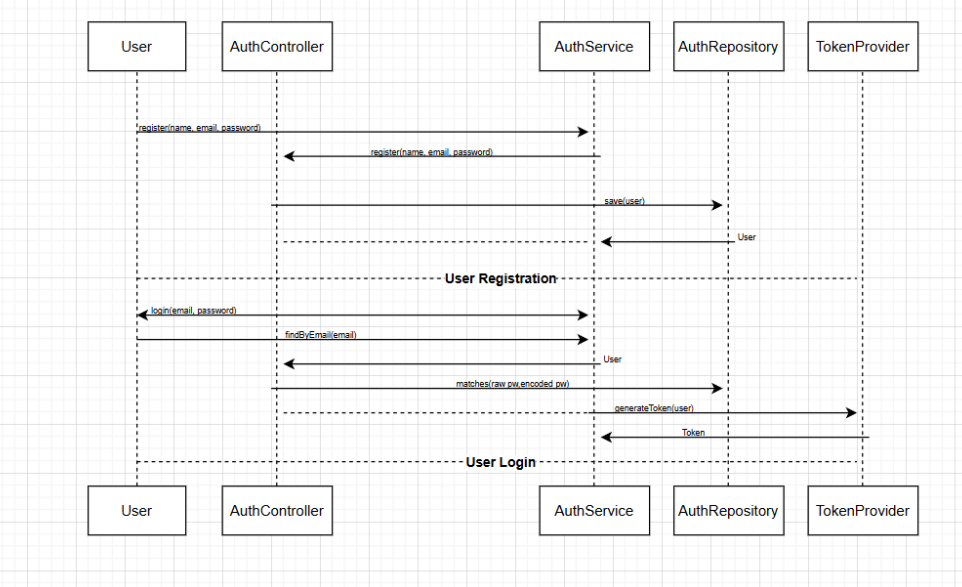 User
AuthController
AuthService
AuthRepository
TokenProvider
register(name, email, password)
register(name, email, password)
save(user)
User
User Registration
login(email, password)
findByEmail(email)
User
matches(raw pw,encoded pw)
generateToken(user)
Token
User Login
User
AuthController
AuthService
AuthRepository
TokenProvider